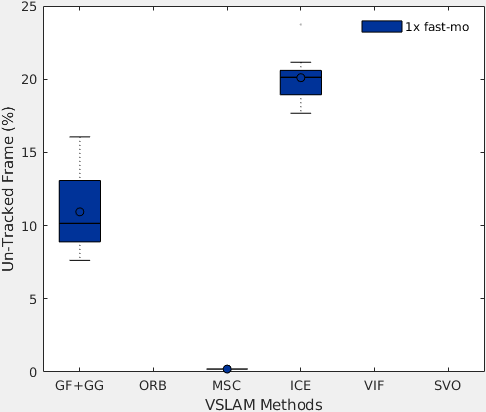 25
20
15
10
5
0
Un-Tracked Frame (%)
1x fast-mo
GF+GG ORB MSC ICE VIF SVO
VSLAM Methods